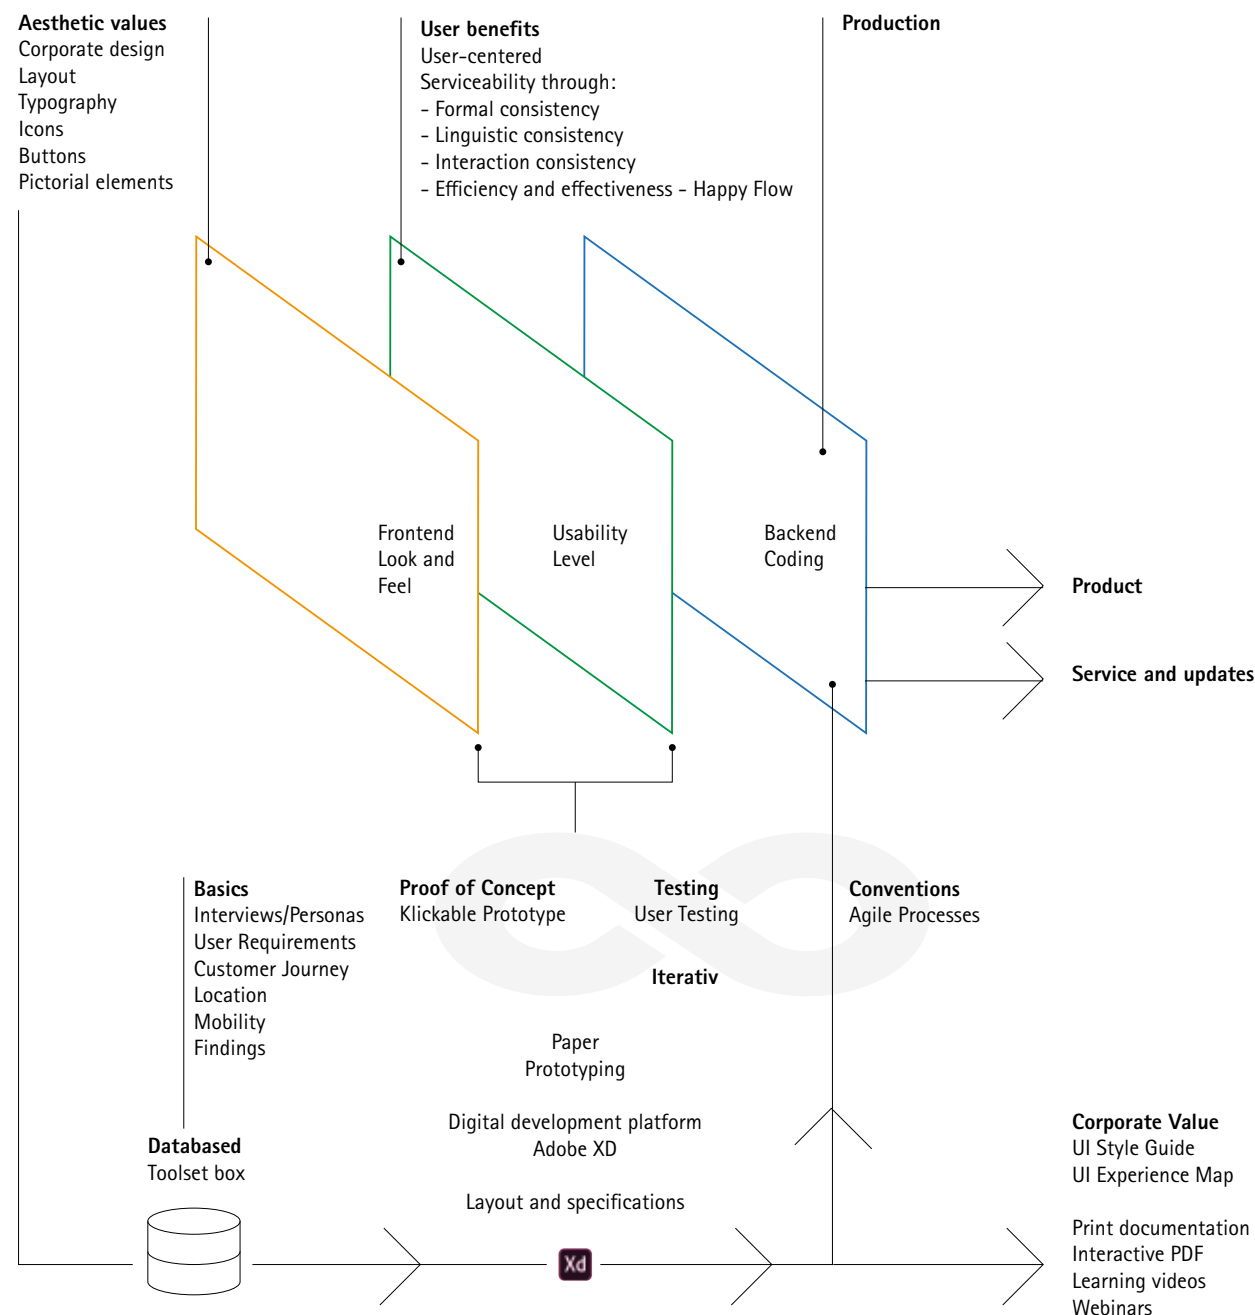 Aesthetic values
Corporate design
Layout
Typography
Icons
Buttons
Pictorial elements
User benefits
User-centered
Serviceability through:
- Formal consistency
- Linguistic consistency
- Interaction consistency
- Efficiency and effectiveness - Happy Flow
Production
Frontend
Look and
Feel
Usability
Level
Backend
Coding
Product
Service and updates
Basics
Interviews/Personas
User Requirements
Customer Journey
Location
Mobility
Findings
Proof of Concept
Klickable Prototype
Testing
User Testing
Iterativ
Conventions
Agile Processes
Paper
Prototyping
Digital development platform
Adobe XD
Layout and specifications
Databased
Toolset box
Xd
Corporate Value
UI Style Guide
UI Experience Map
Print documentation
Interactive PDF
Learning videos
Webinars